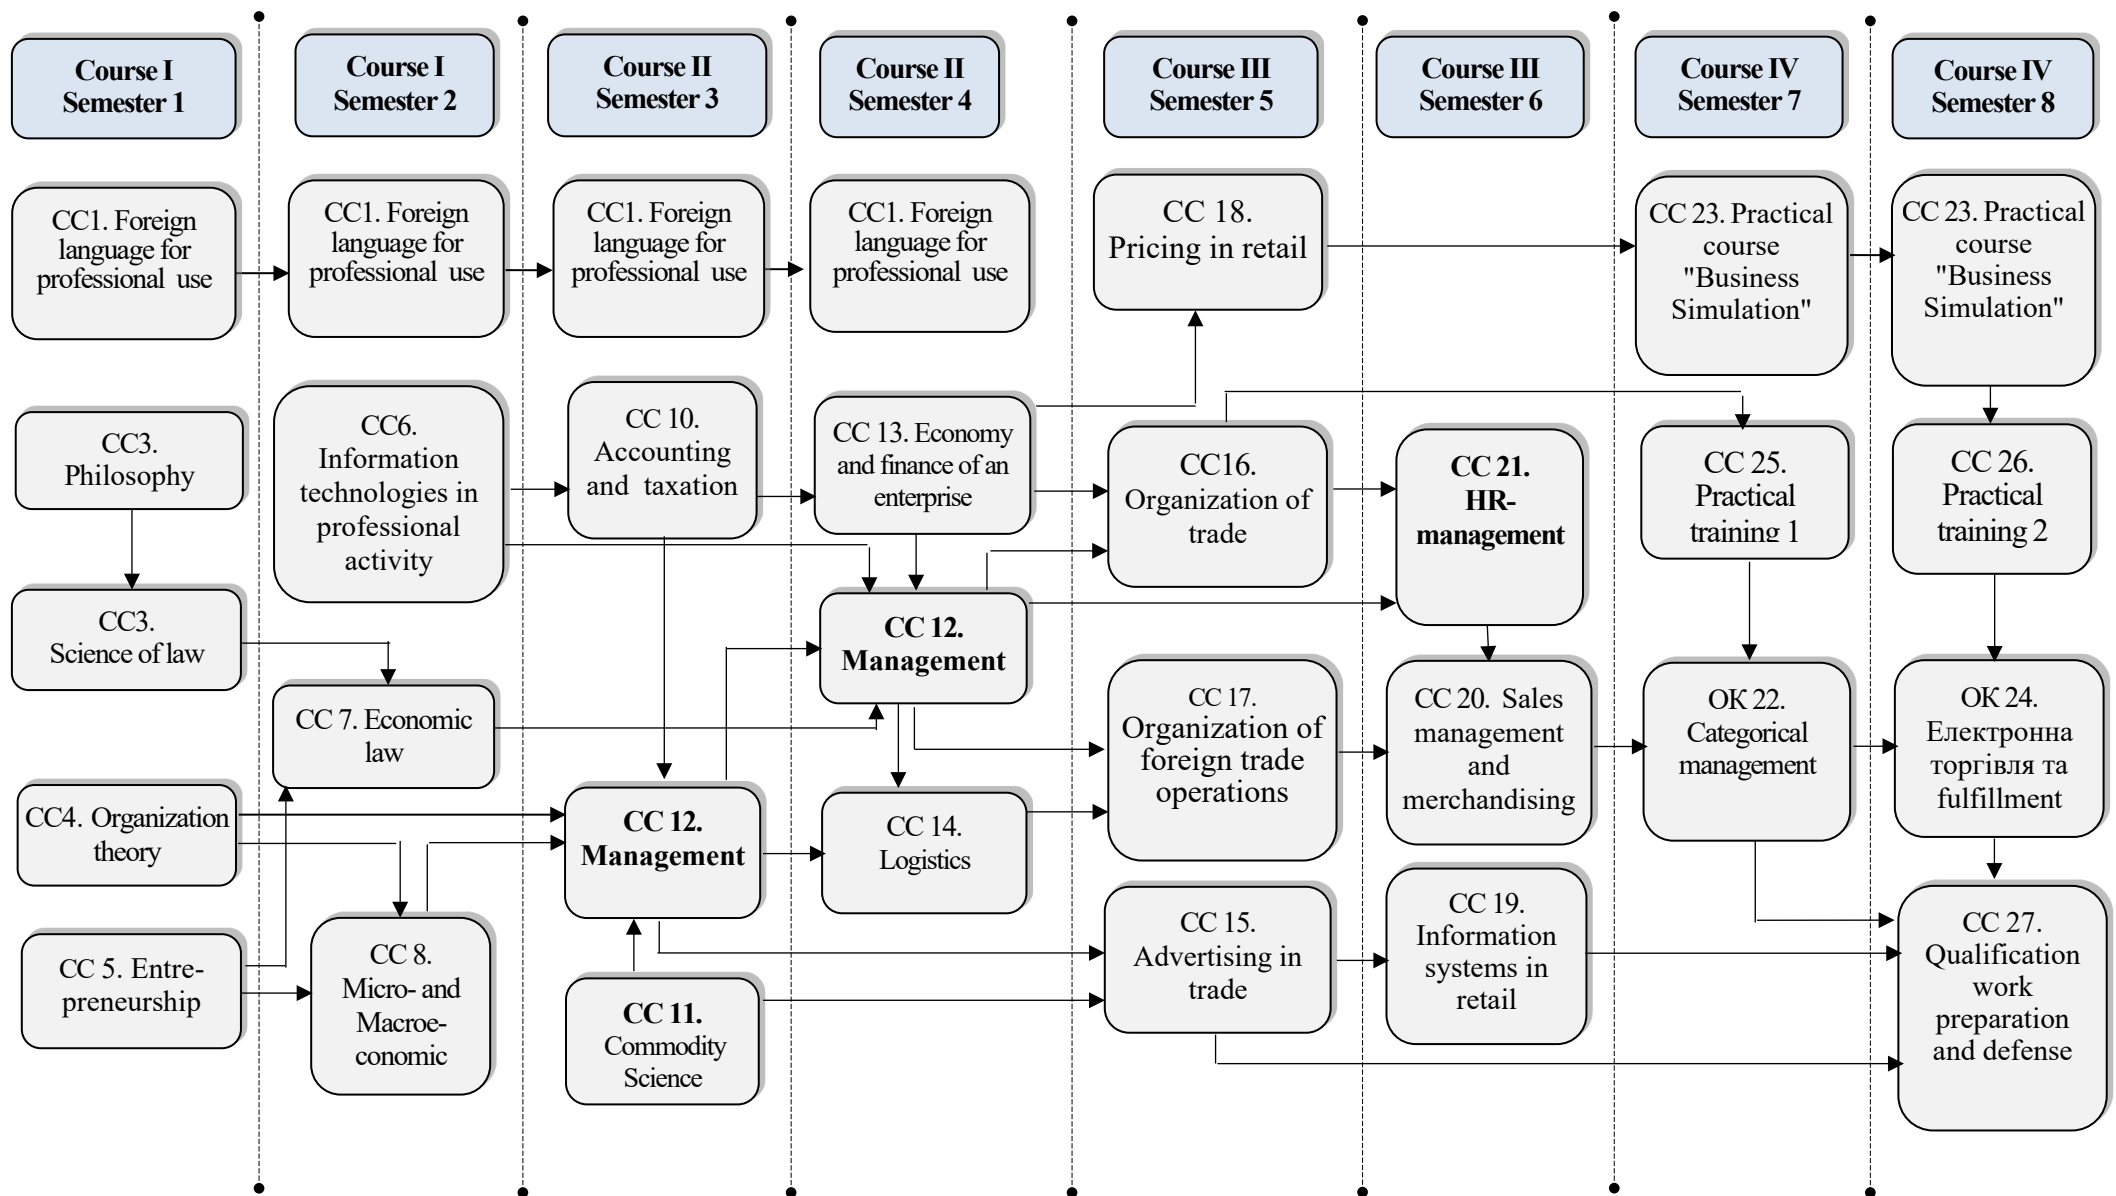 Course I
Semester 1
Course I
Semester 2
Course II
Semester 3
Course II
Semester 4
Course III
Semester 5
Course III
Semester 6
Course IV
Semester 7
Course IV
Semester 8
CC1. Foreign
language for
professional use
CC1. Foreign
language for
professional use
CC1. Foreign
language for
professional use
CC1. Foreign
language for
professional use
CC 18.
Pricing in retail
CC 23. Practical
course
"Business
Simulation"
CC 23. Practical
course
"Business
Simulation"
CC3.
Philosophy
CC6.
Information
technologies in
professional
activity
CC 10.
Accounting
and taxation
CC 13. Economy
and finance of an
enterprise
CC16.
Organization of
trade
CC 21.
HR-
management
CC 25.
Practical
training 1
CC 26.
Practical
training 2
CC3.
Science of law
CC 7. Economic
law
CC 12.
Management
CC 17.
Organization of
foreign trade
operations
CC 20. Sales
management
and
merchandising
ОК 22.
Categorical
management
ОК 24.
Електронна
торгівля та
fulfillment
CC4. Organization
theory
CC 12.
Management
CC 14.
Logistics
CC 5. Entre-
preneurship
CC 8.
Micro- and
Macroe-
conomic
CC 11.
Commodity
Science
CC 15.
Advertising in
trade
CC 19.
Information
systems in
retail
CC 27.
Qualification
work
preparation
and defense